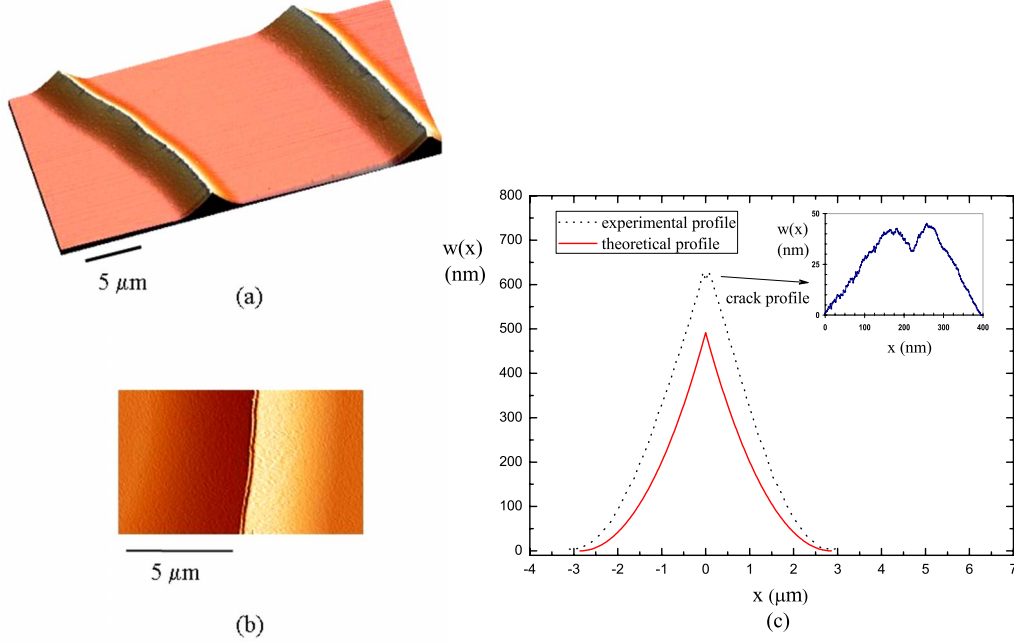 5 μm
(a)
5 μm
(b)
w(x)
(nm)
800
700
600
500
400
300
200
100
0
experimental profile
theoretical profile
crack profile
w(x)
(nm)
50
25
0
0 100 200 300 400
x (nm)
-4 -3 -2 -1 0 1 2 3 4 5 6 7
x (μm)
(c)